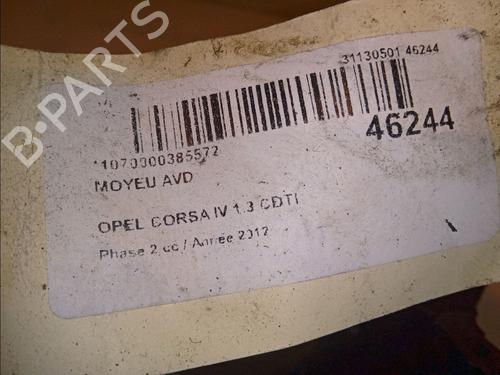 31130501 46244
46244
*1070000385572
MOYEU AVD
OPEL CORSA IV 1.3 CDTI
Phase 2 cc / Année 2012
B-PARTS